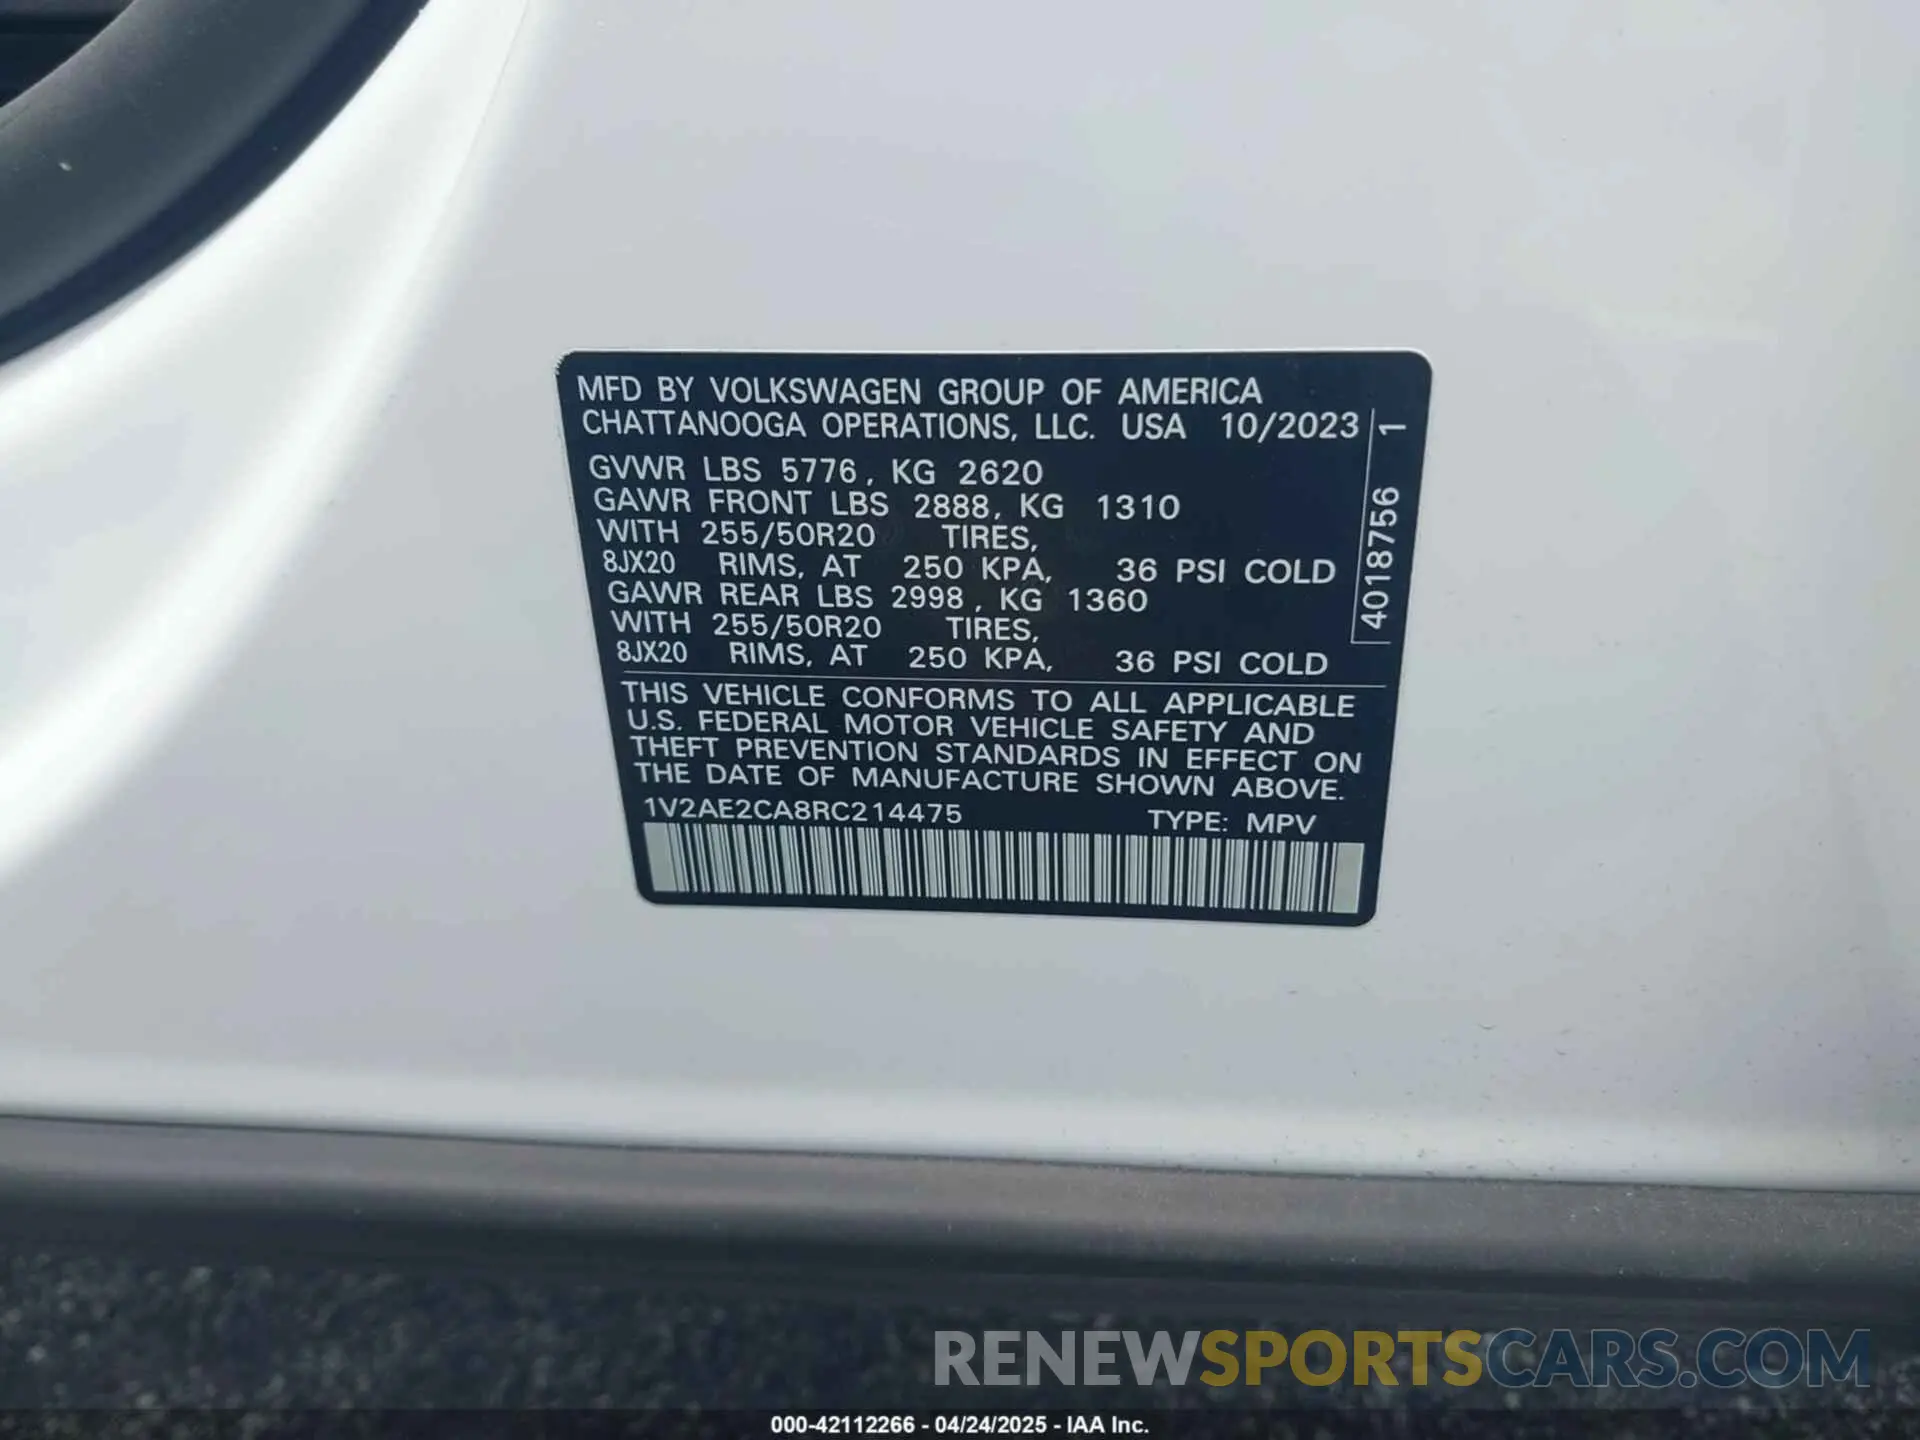 MFD BY VOLKSWAGEN GROUP OF AMERICA
CHATTANOOGA OPERATIONS, LLC. USA 10/2023
GVWR LBS 5776, KG 2620
GAWR FRONT LBS 2888, KG 1310
WITH 255/50R20 TIRES,
8JX20 RIMS, AT 250 KPA, 36 PSI COLD
GAWR REAR LBS 2998, KG 1360
WITH 255/50R20 TIRES,
8JX20 RIMS, AT 250 KPA, 36 PSI COLD
4018756 1
THIS VEHICLE CONFORMS TO ALL APPLICABLE
U.S. FEDERAL MOTOR VEHICLE SAFETY AND
THEFT PREVENTION STANDARDS IN EFFECT ON
THE DATE OF MANUFACTURE SHOWN ABOVE.
1V2AE2CA8RC214475 TYPE: MPV
RENEWSPORTSCARS.COM
000-42112266 - 04/24/2025 - IAA Inc.